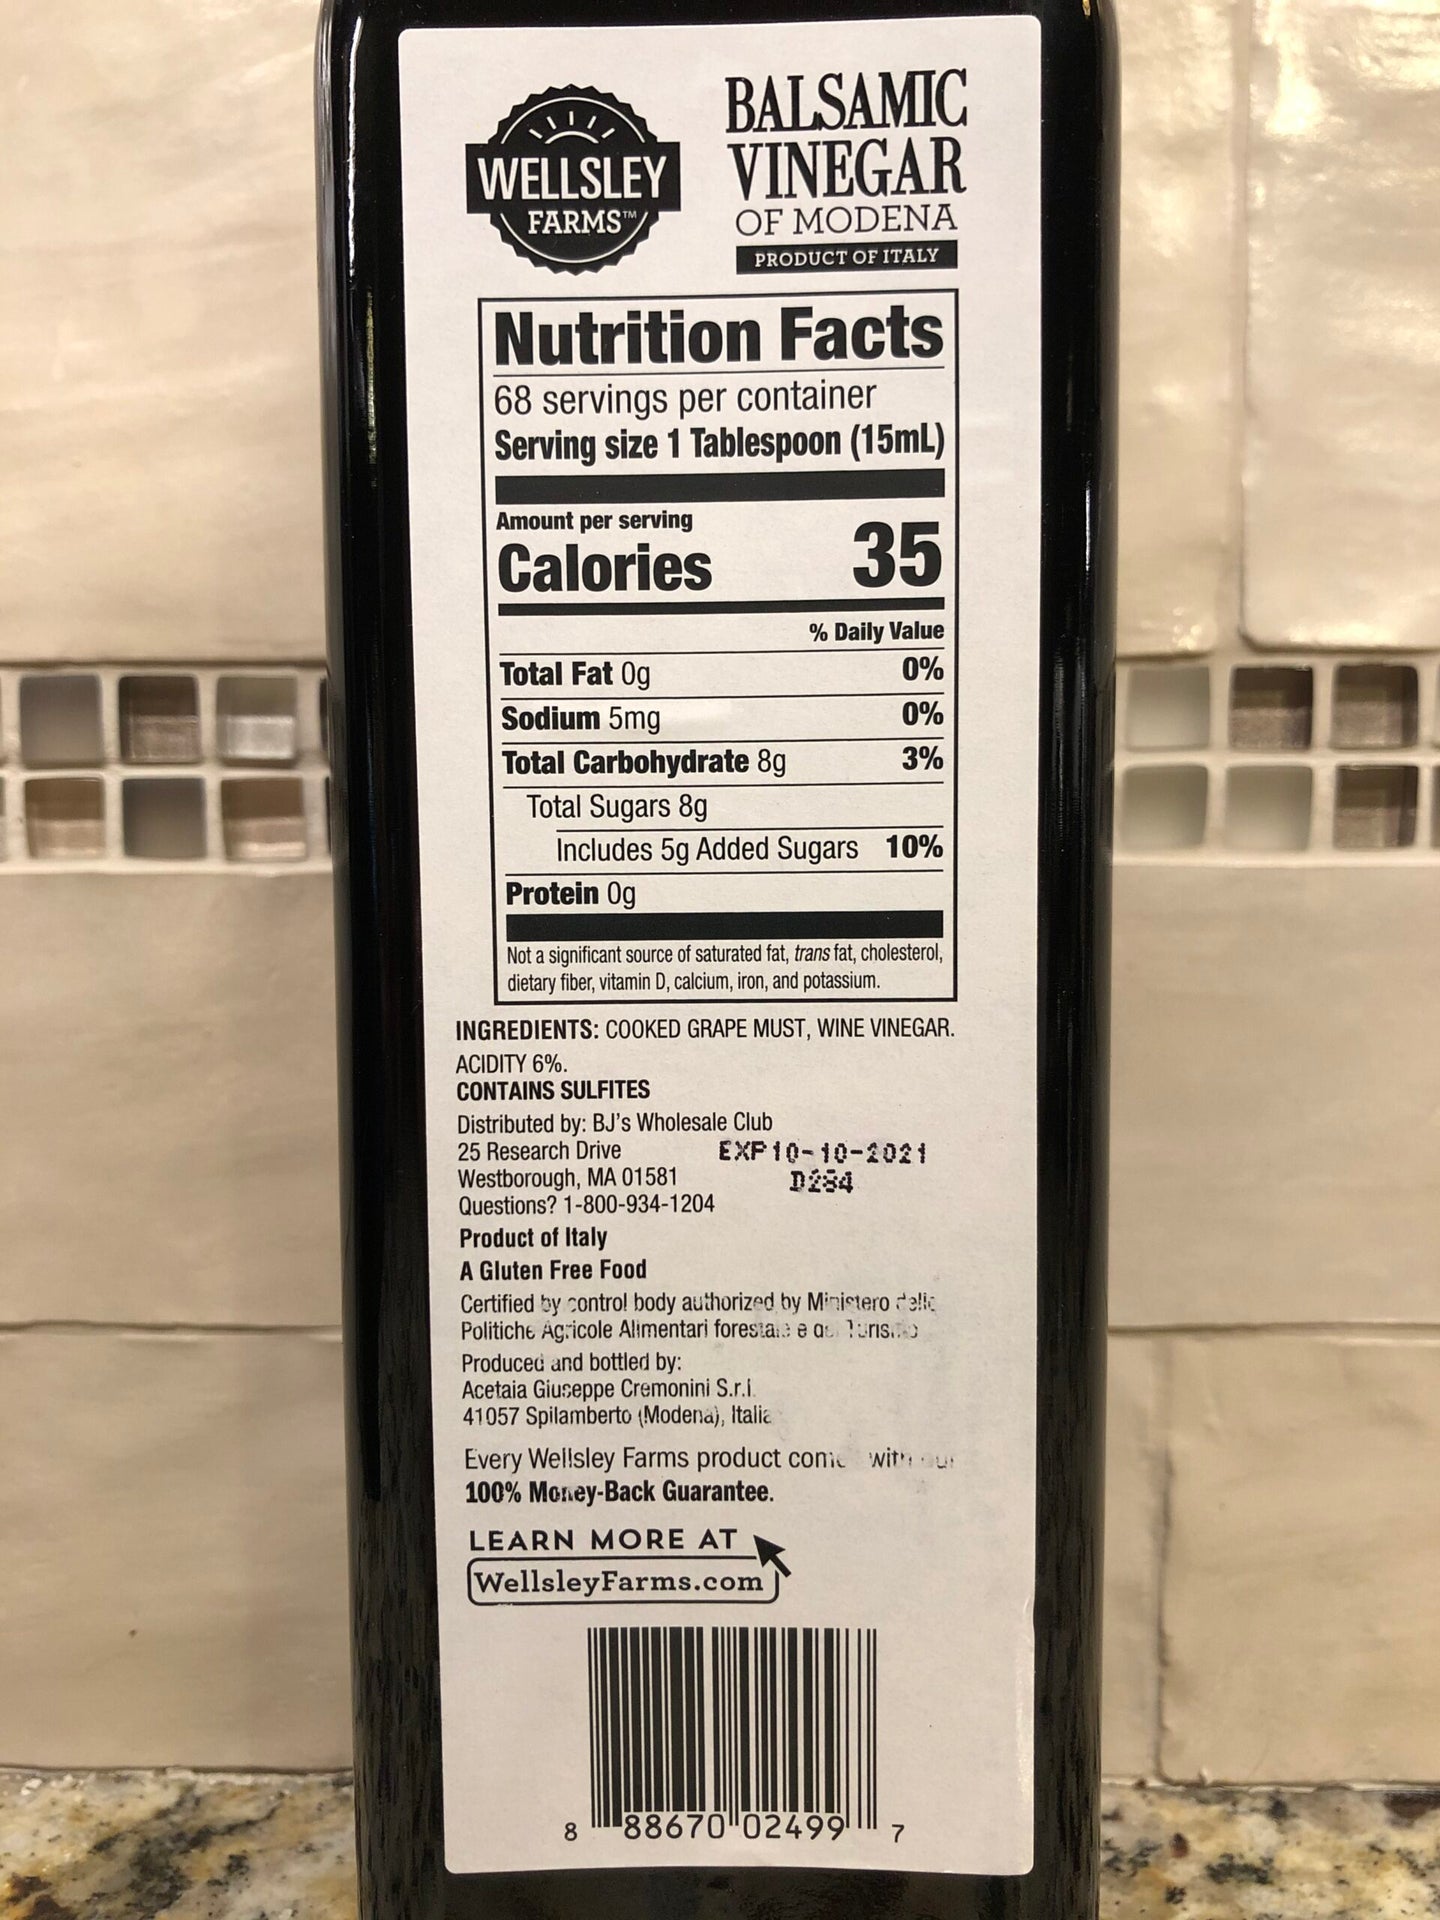 WELLSLEY
FARMS™
BALSAMIC
VINEGAR
OF MODENA
PRODUCT OF ITALY
Nutrition Facts
68 servings per container
Serving size 1 Tablespoon (15mL)
Amount per serving
Calories 35
% Daily Value
Total Fat 0g 0%
Sodium 5mg 0%
Total Carbohydrate 8g 3%
Total Sugars 8g
Includes 5g Added Sugars 10%
Protein 0g
Not a significant source of saturated fat, trans fat, cholesterol,
dietary fiber, vitamin D, calcium, iron, and potassium.
INGREDIENTS: COOKED GRAPE MUST, WINE VINEGAR.
ACIDITY 6%.
CONTAINS SULFITES
Distributed by: BJ's Wholesale Club
25 Research Drive
Westborough, MA 01581
Questions? 1-800-934-1204
EXP 10-10-2021
D284
Product of Italy
A Gluten Free Food
Certified by control body authorized by Ministero delle
Politiche Agricole Alimentari forestale e
Produced and bottled by:
Acetaia Giuseppe Cremonini S.r.l.
41057 Spilamberto (Modena), Italia
Every Wellsley Farms product with
100% Money-Back Guarantee.
LEARN MORE AT
WellsleyFarms.com
8 88670 02499 7